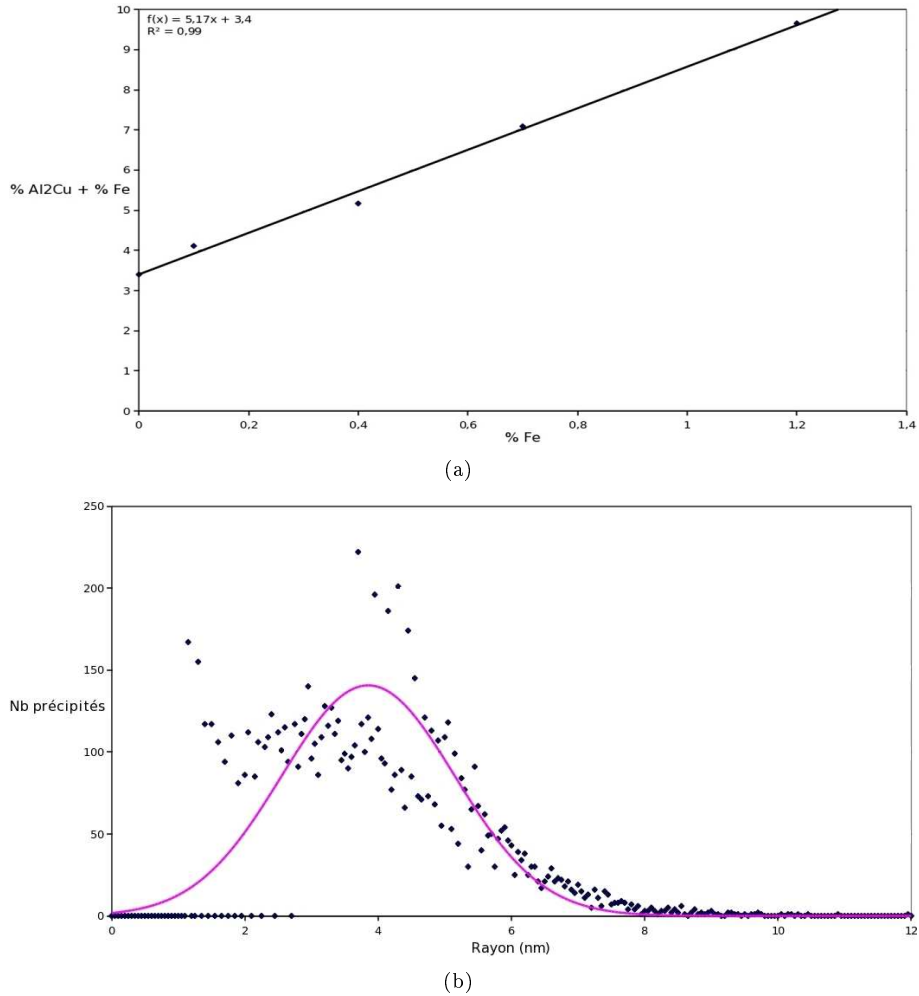 f(x) = 5,17x + 3,4
R² = 0,99
10
9
8
7
6
% Al2Cu + % Fe
5
4
3
2
1
0
0 0,2 0,4 0,6 0,8 1 1,2 1,4
% Fe
(a)
250
200
150
Nb précipités
100
50
0
0 2 4 6 8 10 12
Rayon (nm)
(b)